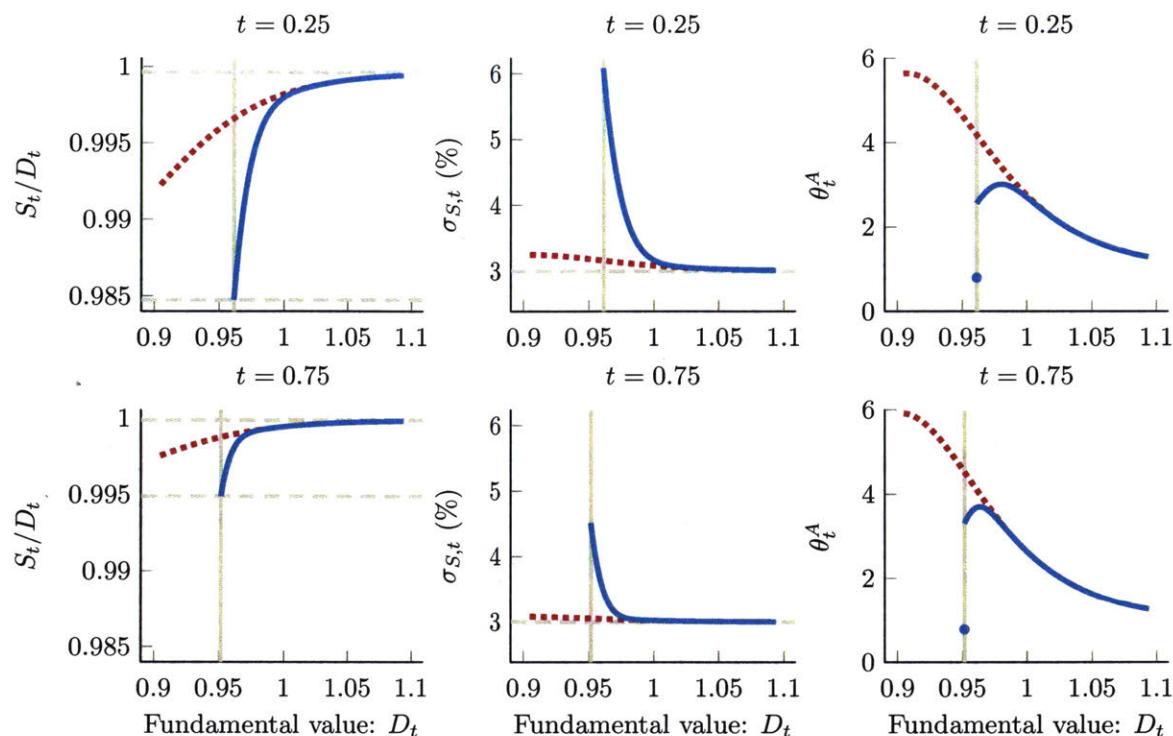 t = 0.25
t = 0.25
t = 0.25
S_t/D_t
1
0.995
0.99
0.985
0.9 0.95 1 1.05 1.1
σ_{S,t} (%)
6
5
4
3
0.9 0.95 1 1.05 1.1
θ_t^A
6
4
2
0
0.9 0.95 1 1.05 1.1
t = 0.75
t = 0.75
t = 0.75
S_t/D_t
1
0.995
0.99
0.985
0.9 0.95 1 1.05 1.1
Fundamental value: D_t
σ_{S,t} (%)
6
5
4
3
0.9 0.95 1 1.05 1.1
Fundamental value: D_t
θ_t^A
6
4
2
0
0.9 0.95 1 1.05 1.1
Fundamental value: D_t